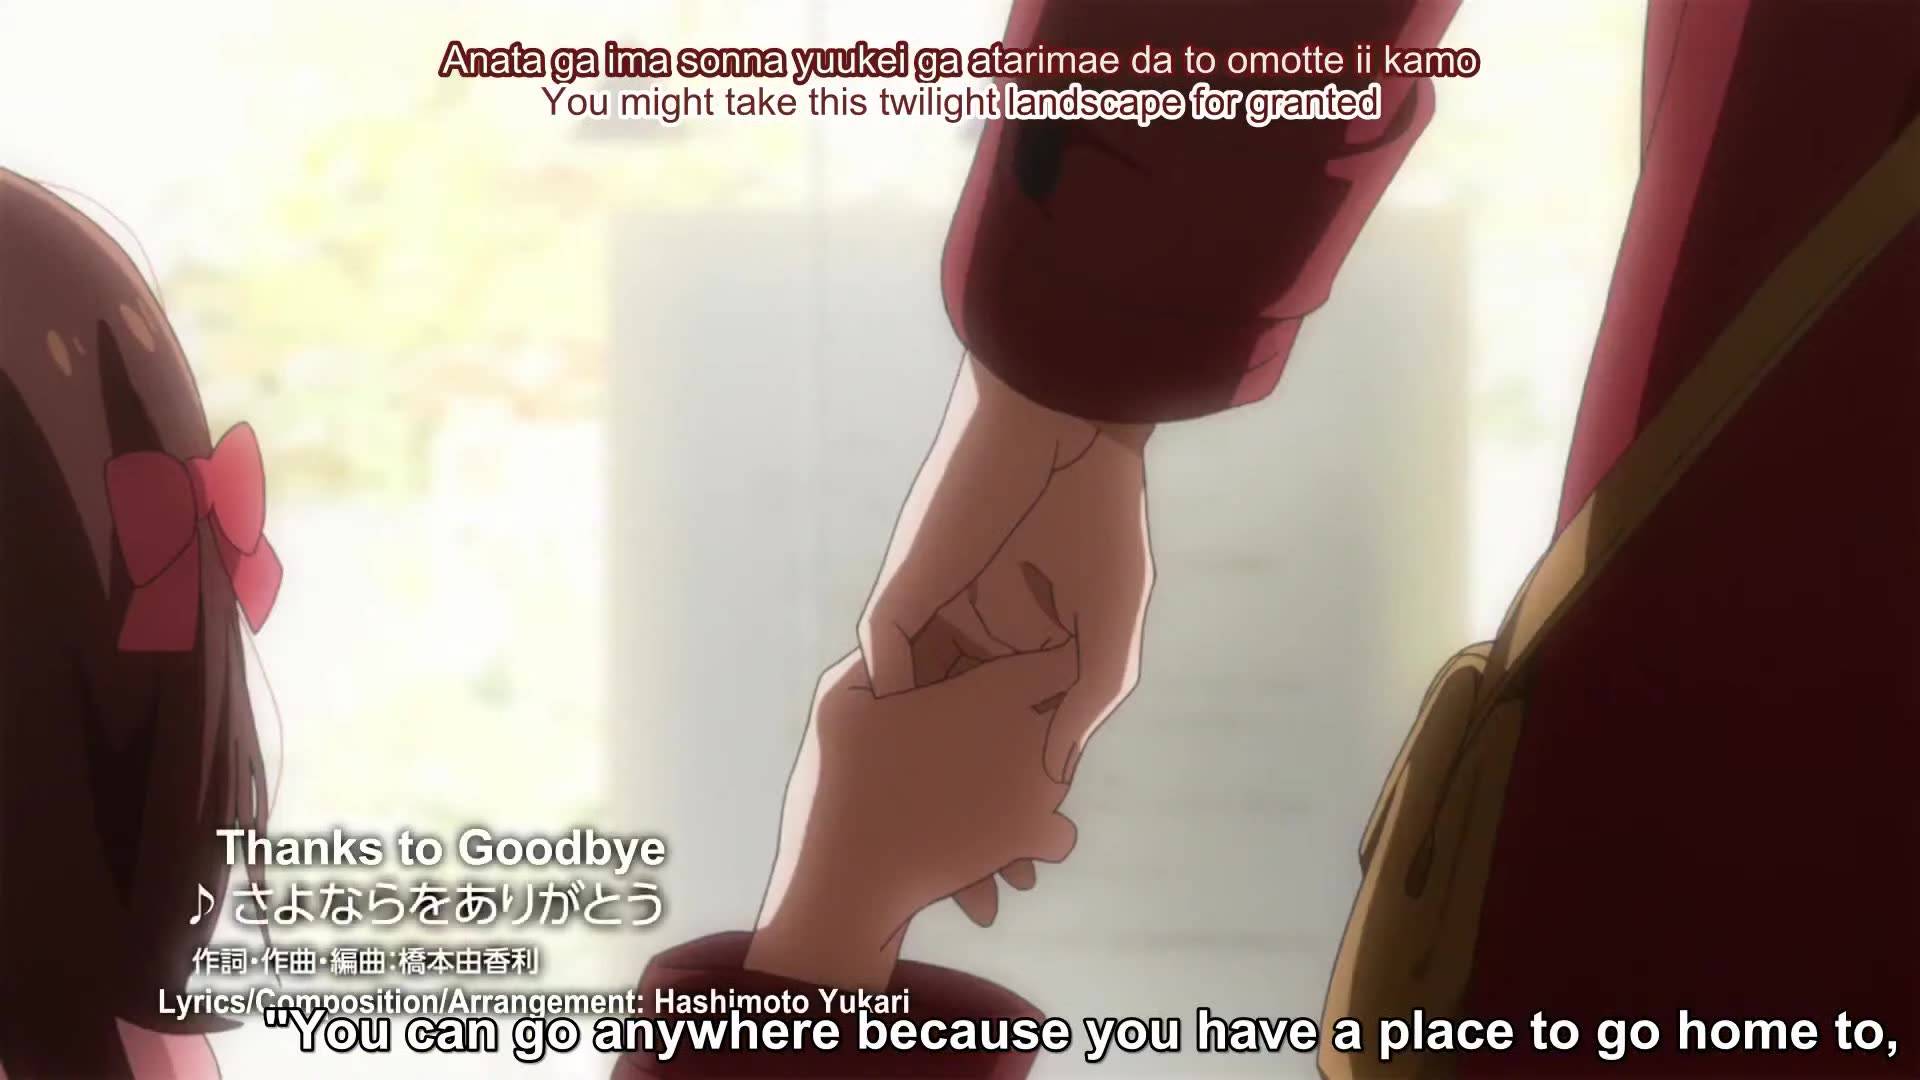 Anata ga ima sonna yuukei ga atarimae da to omotte ii kamo
You might take this twilight landscape for granted
Thanks to Goodbye
♪さよならをありがとう
作詞・作曲・編曲:橋本由香利
Lyrics/Composition/Arrangement: Hashimoto Yukari
"You can go anywhere because you have a place to go home to,